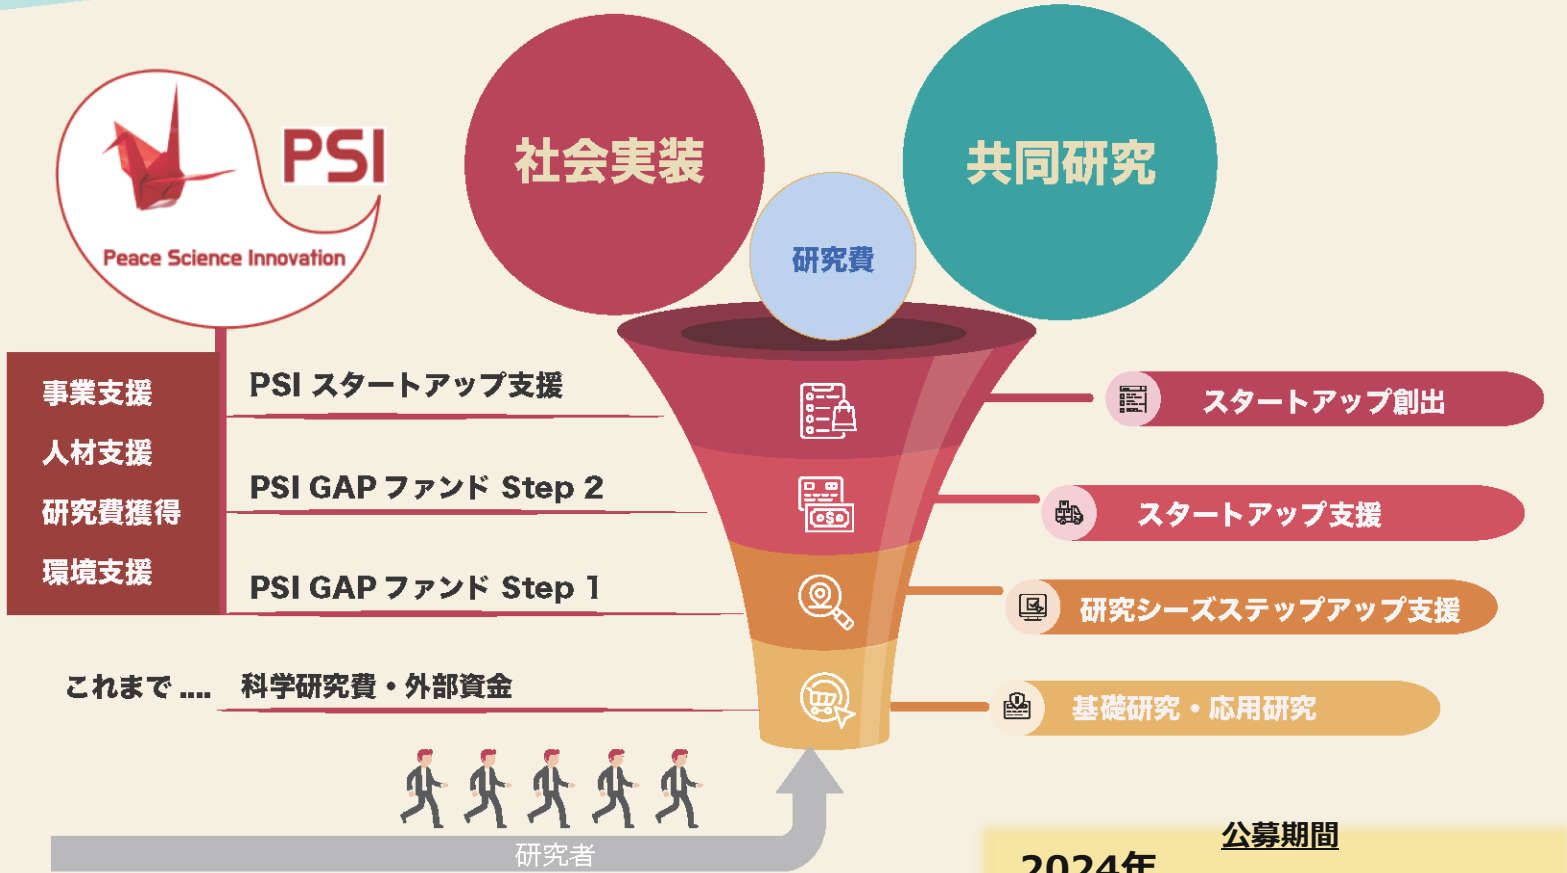 PSI
Peace Science Innovation
社会実装
共同研究
研究費
事業支援
人材支援
研究費獲得
環境支援
PSI スタートアップ支援
PSI GAP ファンド Step 2
PSI GAP ファンド Step 1
これまで .... 科学研究費・外部資金
スタートアップ創出
スタートアップ支援
研究シーズステップアップ支援
基礎研究・応用研究
研究者
公募期間
2024年